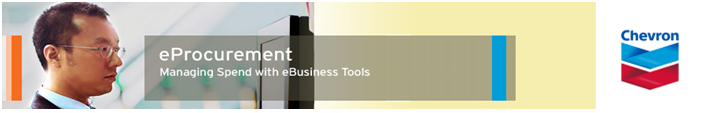 eProcurement
Managing Spend with eBusiness Tools
Chevron